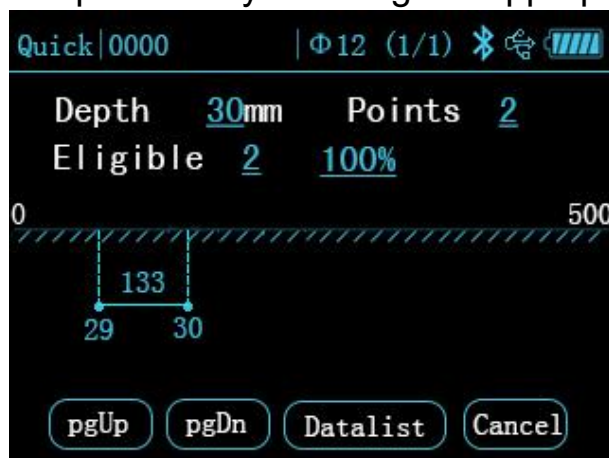 Quick|0000 |Φ12 (1/1)
Depth 30mm Points 2
Eligible 2 100%
0 500
133
29 30
pgUp pgDn Datalist Cancel